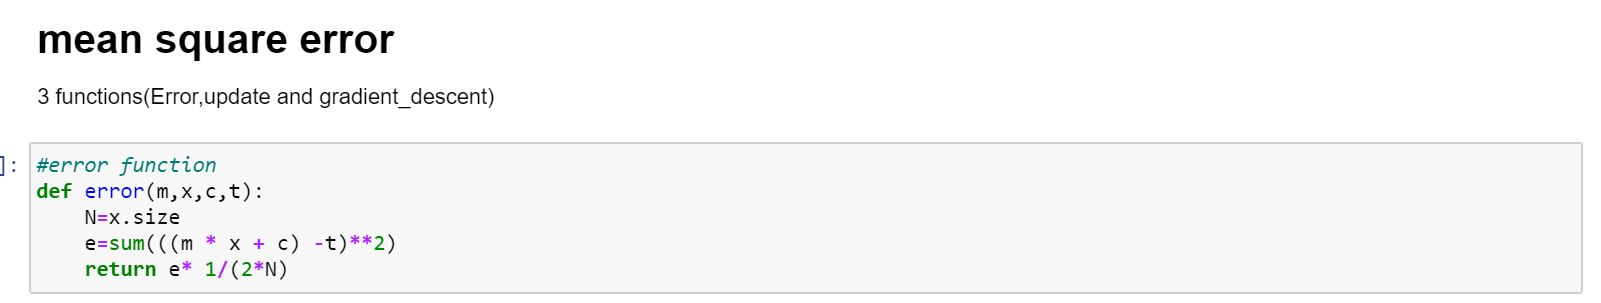 mean square error
3 functions(Error,update and gradient_descent)
]: #error function
def error(m,x,c,t):
    N=x.size
    e=sum(((m * x + c) -t)**2)
    return e* 1/(2*N)